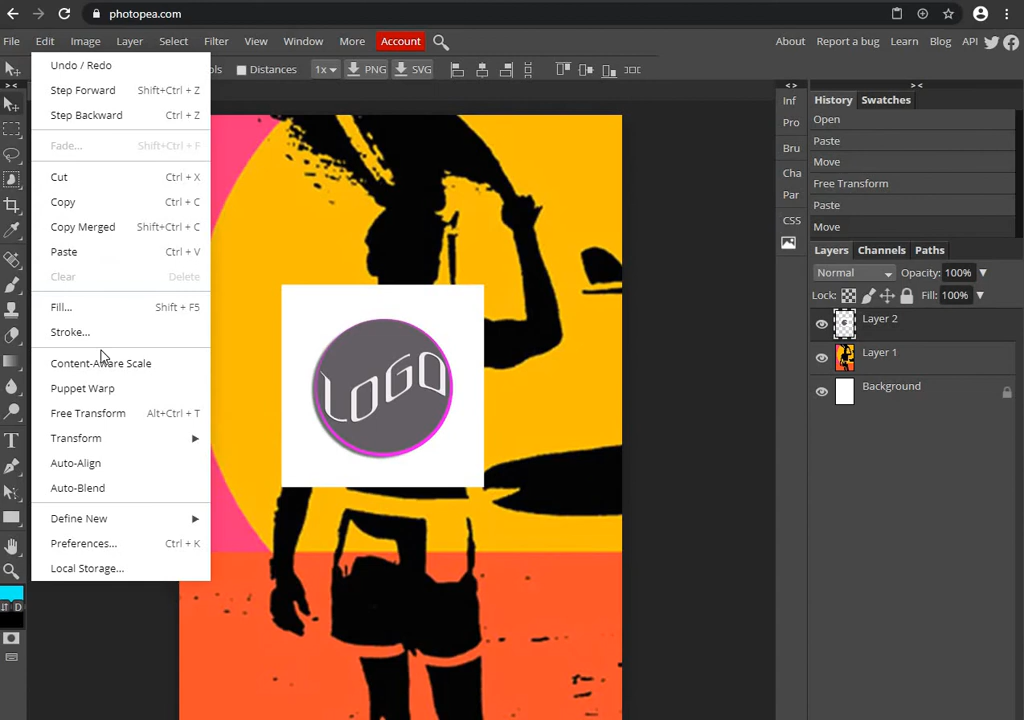 photopea.com
File Edit Image Layer Select Filter View Window More Account About Report a bug Learn Blog API
ols Distances 1x PNG SVG
Undo / Redo
Step Forward Shift+Ctrl + Z
Step Backward Ctrl + Z
Fade... Shift+Ctrl + F
Cut Ctrl + X
Copy Ctrl + C
Copy Merged Shift+Ctrl + C
Paste Ctrl + V
Clear Delete
Fill... Shift + F5
Stroke...
Content-Aware Scale
Puppet Warp
Free Transform Alt+Ctrl + T
Transform
Auto-Align
Auto-Blend
Define New
Preferences... Ctrl + K
Local Storage...
D
LOGO
< >
> <
> <
Inf
Pro
Bru
Cha
Par
CSS
History Swatches
Open
Paste
Move
Free Transform
Paste
Move
Layers Channels Paths
Normal Opacity: 100%
Lock: Fill: 100%
Layer 2
Layer 1
Background